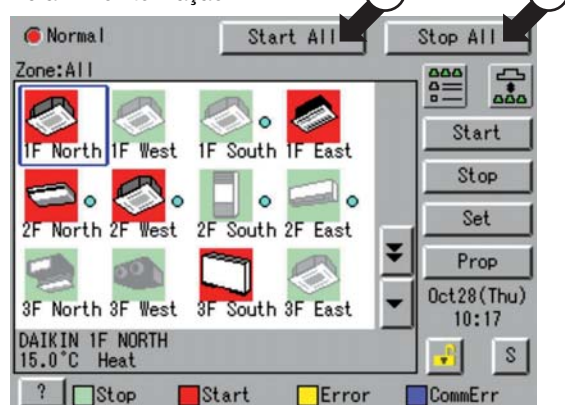 Normal
Start All
Stop All
Zone:All
1F North
1F West
1F South
1F East
Start
Stop
2F North
2F West
2F South
2F East
Set
Prop
3F North
3F West
3F South
3F East
Oct28(Thu)
10:17
DAIKIN 1F NORTH
15.0°C Heat
S
?
Stop
Start
Error
CommErr